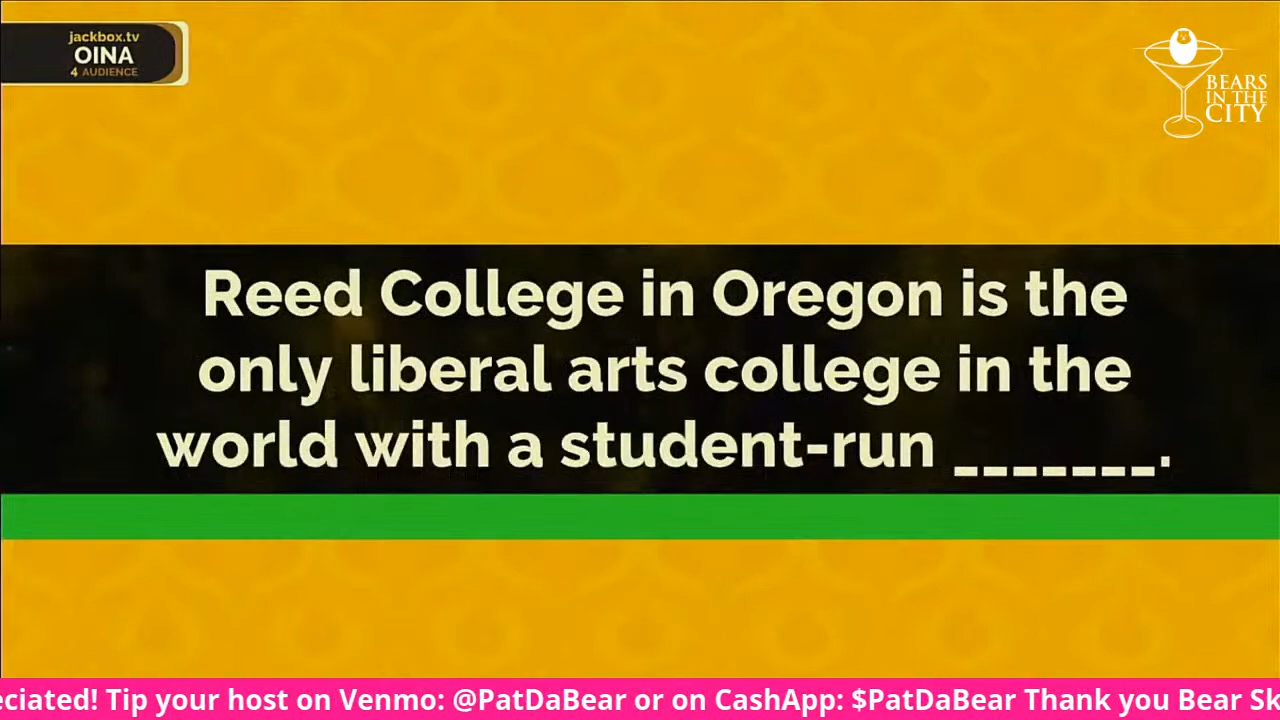 jackbox.tv
OINA
4 AUDIENCE
BEARS
IN THE
CITY
Reed College in Oregon is the
only liberal arts college in the
world with a student-run _______.
eciated! Tip your host on Venmo: @PatDaBear or on CashApp: $PatDaBear Thank you Bear Sk